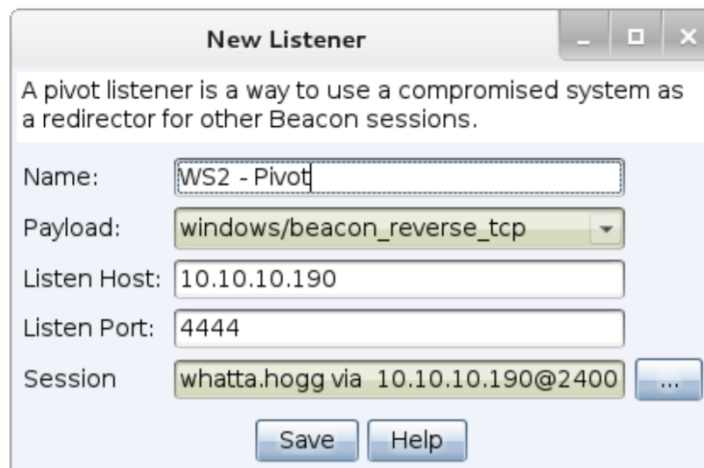 New Listener
A pivot listener is a way to use a compromised system as
a redirector for other Beacon sessions.
Name: WS2 - Pivot
Payload: windows/beacon_reverse_tcp
Listen Host: 10.10.10.190
Listen Port: 4444
Session whatta.hogg via 10.10.10.190@2400 ...
Save Help